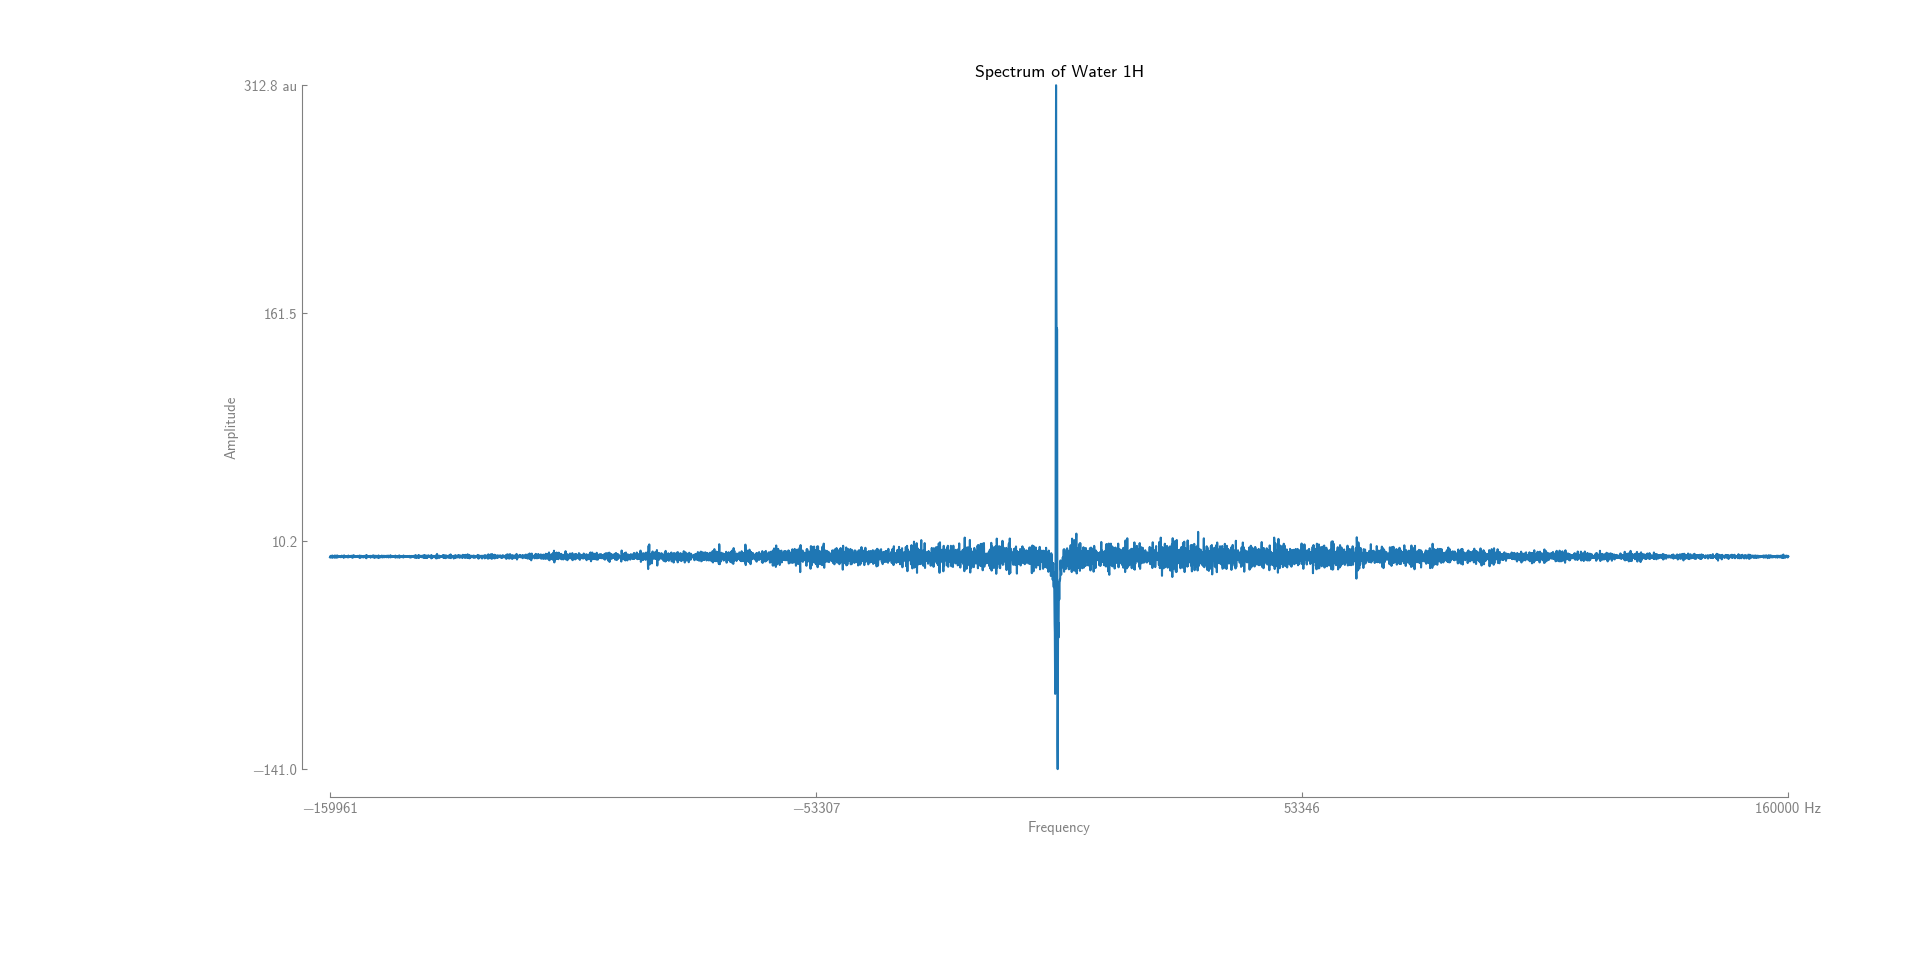 Spectrum of Water 1H
312.8 au
161.5
Amplitude
10.2
−141.0
−159961
−53307
53346
160000 Hz
Frequency